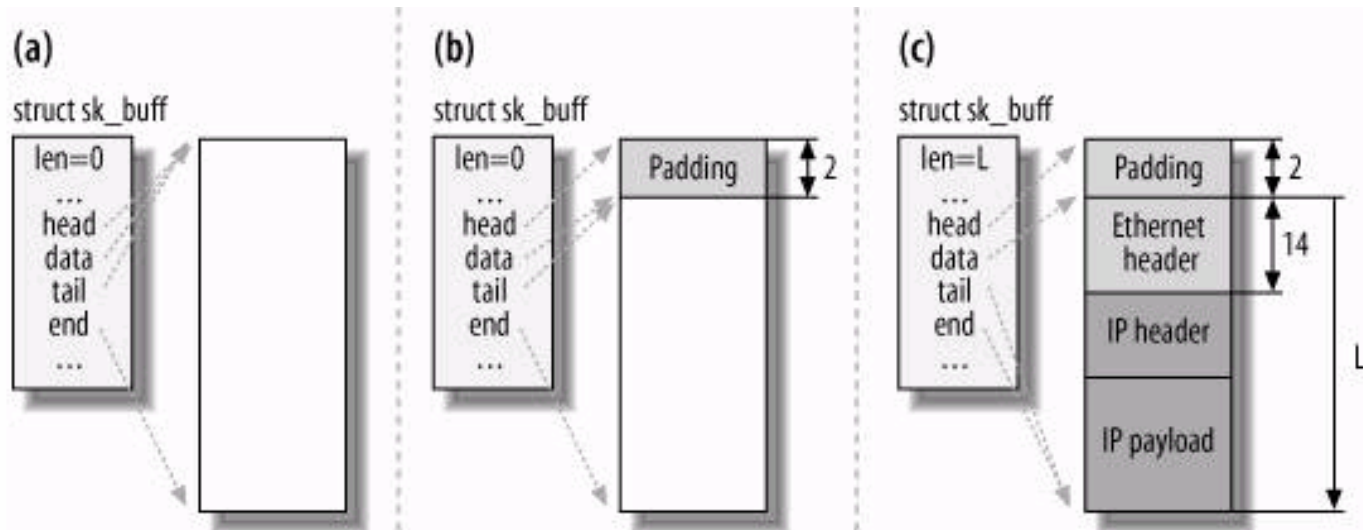 (a)
struct sk_buff
len=0
...
head
data
tail
end
...
(b)
struct sk_buff
len=0
...
head
data
tail
end
...
Padding
2
(c)
struct sk_buff
len=L
...
head
data
tail
end
...
Padding
2
Ethernet
header
14
IP header
IP payload
L